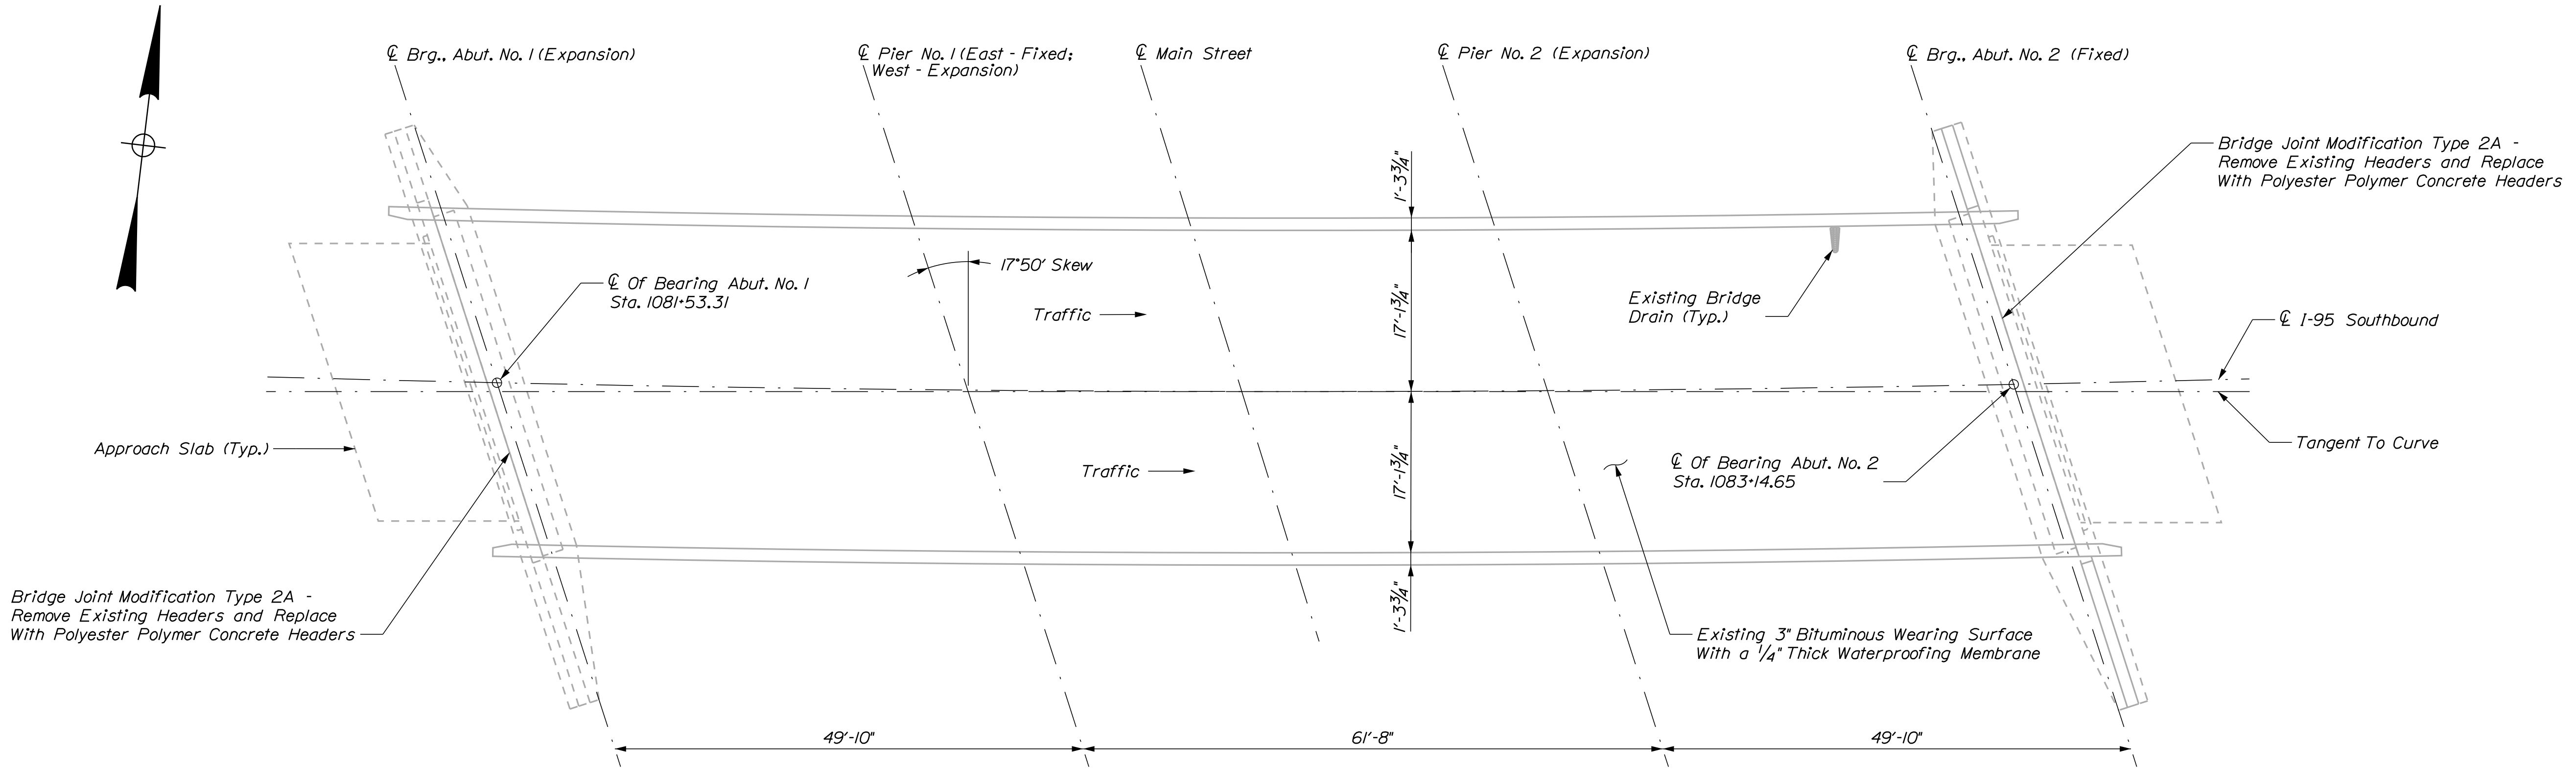 ℄ Brg., Abut. No. 1 (Expansion)
℄ Pier No. 1 (East - Fixed;
West - Expansion)
℄ Main Street
℄ Pier No. 2 (Expansion)
℄ Brg., Abut. No. 2 (Fixed)
Bridge Joint Modification Type 2A -
Remove Existing Headers and Replace
With Polyester Polymer Concrete Headers
1'-3¾"
17°50' Skew
℄ Of Bearing Abut. No. 1
Sta. 1081+53.31
Traffic
17'-1¾"
Existing Bridge
Drain (Typ.)
℄ I-95 Southbound
Approach Slab (Typ.)
Traffic
17'-1¾"
℄ Of Bearing Abut. No. 2
Sta. 1083+14.65
Tangent To Curve
Bridge Joint Modification Type 2A -
Remove Existing Headers and Replace
With Polyester Polymer Concrete Headers
1'-3¾"
Existing 3" Bituminous Wearing Surface
With a ¼" Thick Waterproofing Membrane
49'-10"
61'-8"
49'-10"